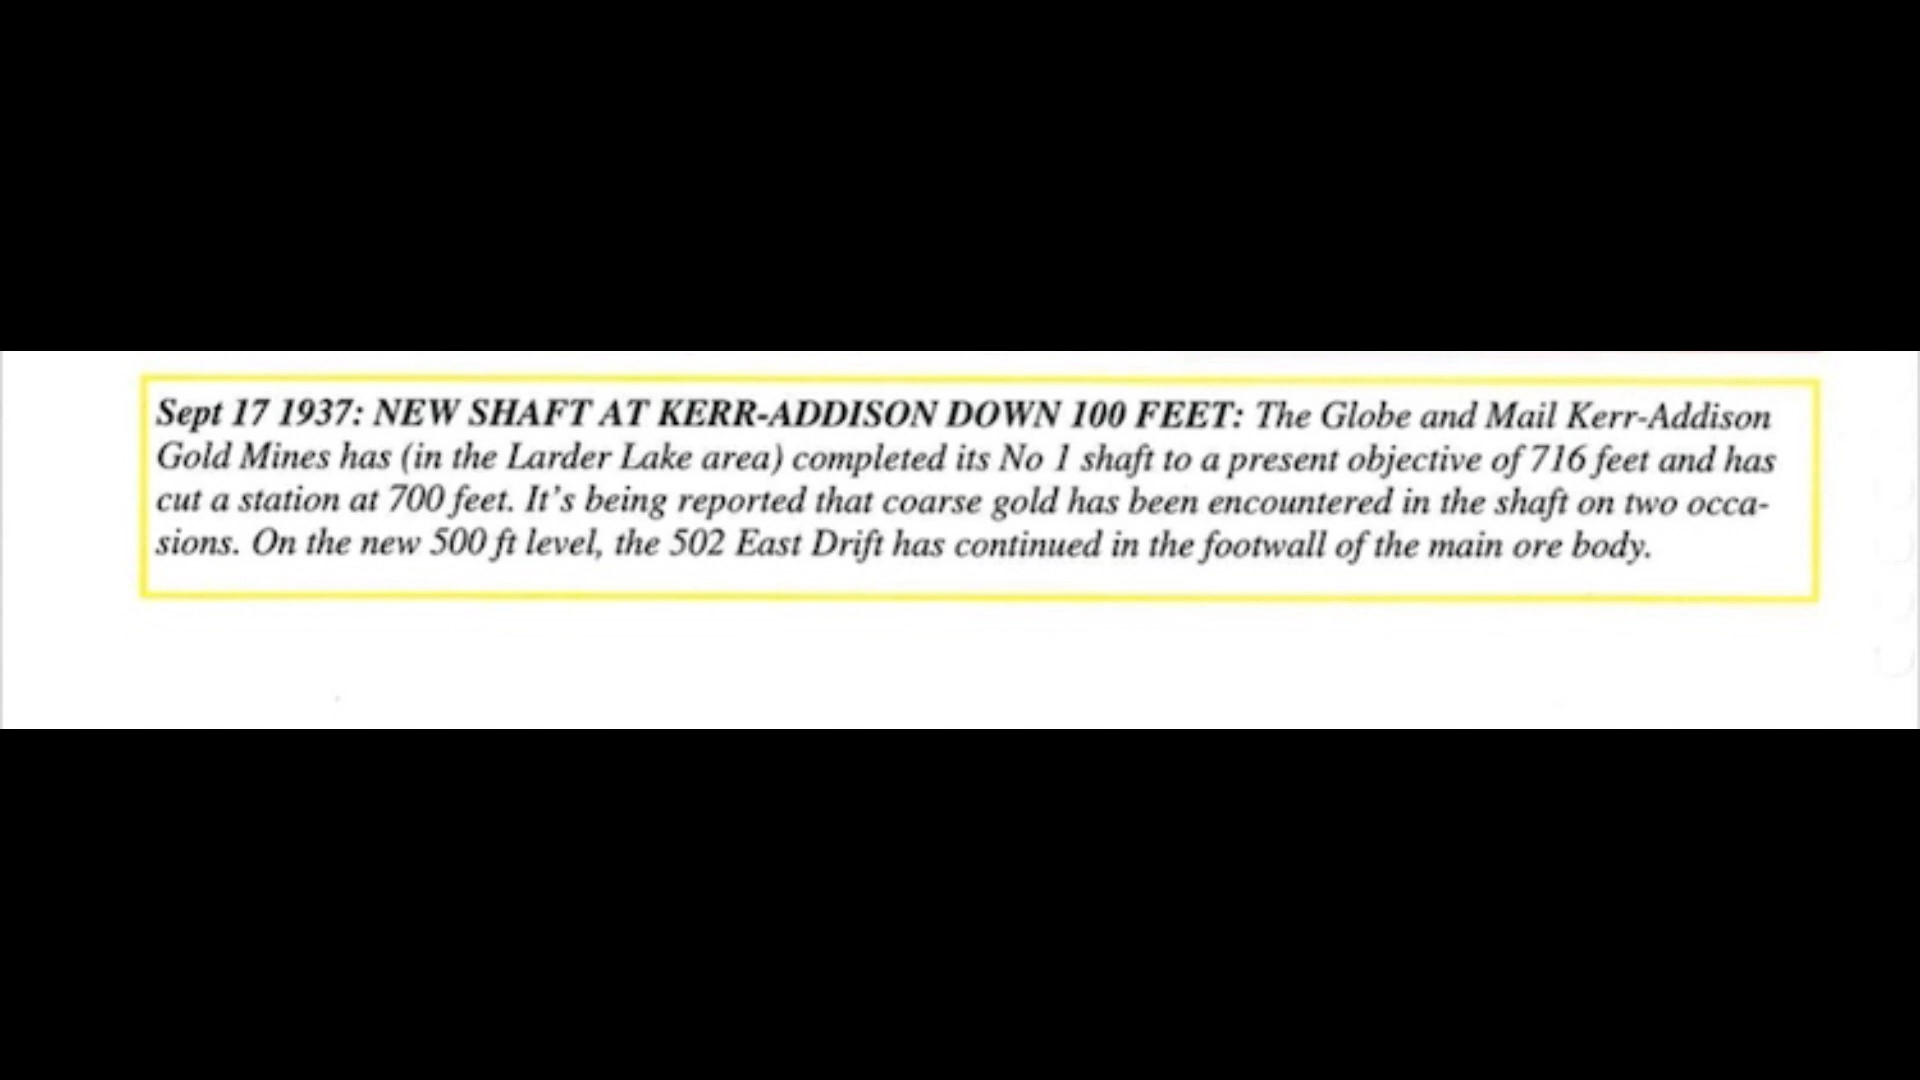 Sept 17 1937: NEW SHAFT AT KERR-ADDISON DOWN 100 FEET: The Globe and Mail Kerr-Addison
Gold Mines has (in the Larder Lake area) completed its No 1 shaft to a present objective of 716 feet and has
cut a station at 700 feet. It's being reported that coarse gold has been encountered in the shaft on two occa-
sions. On the new 500 ft level, the 502 East Drift has continued in the footwall of the main ore body.